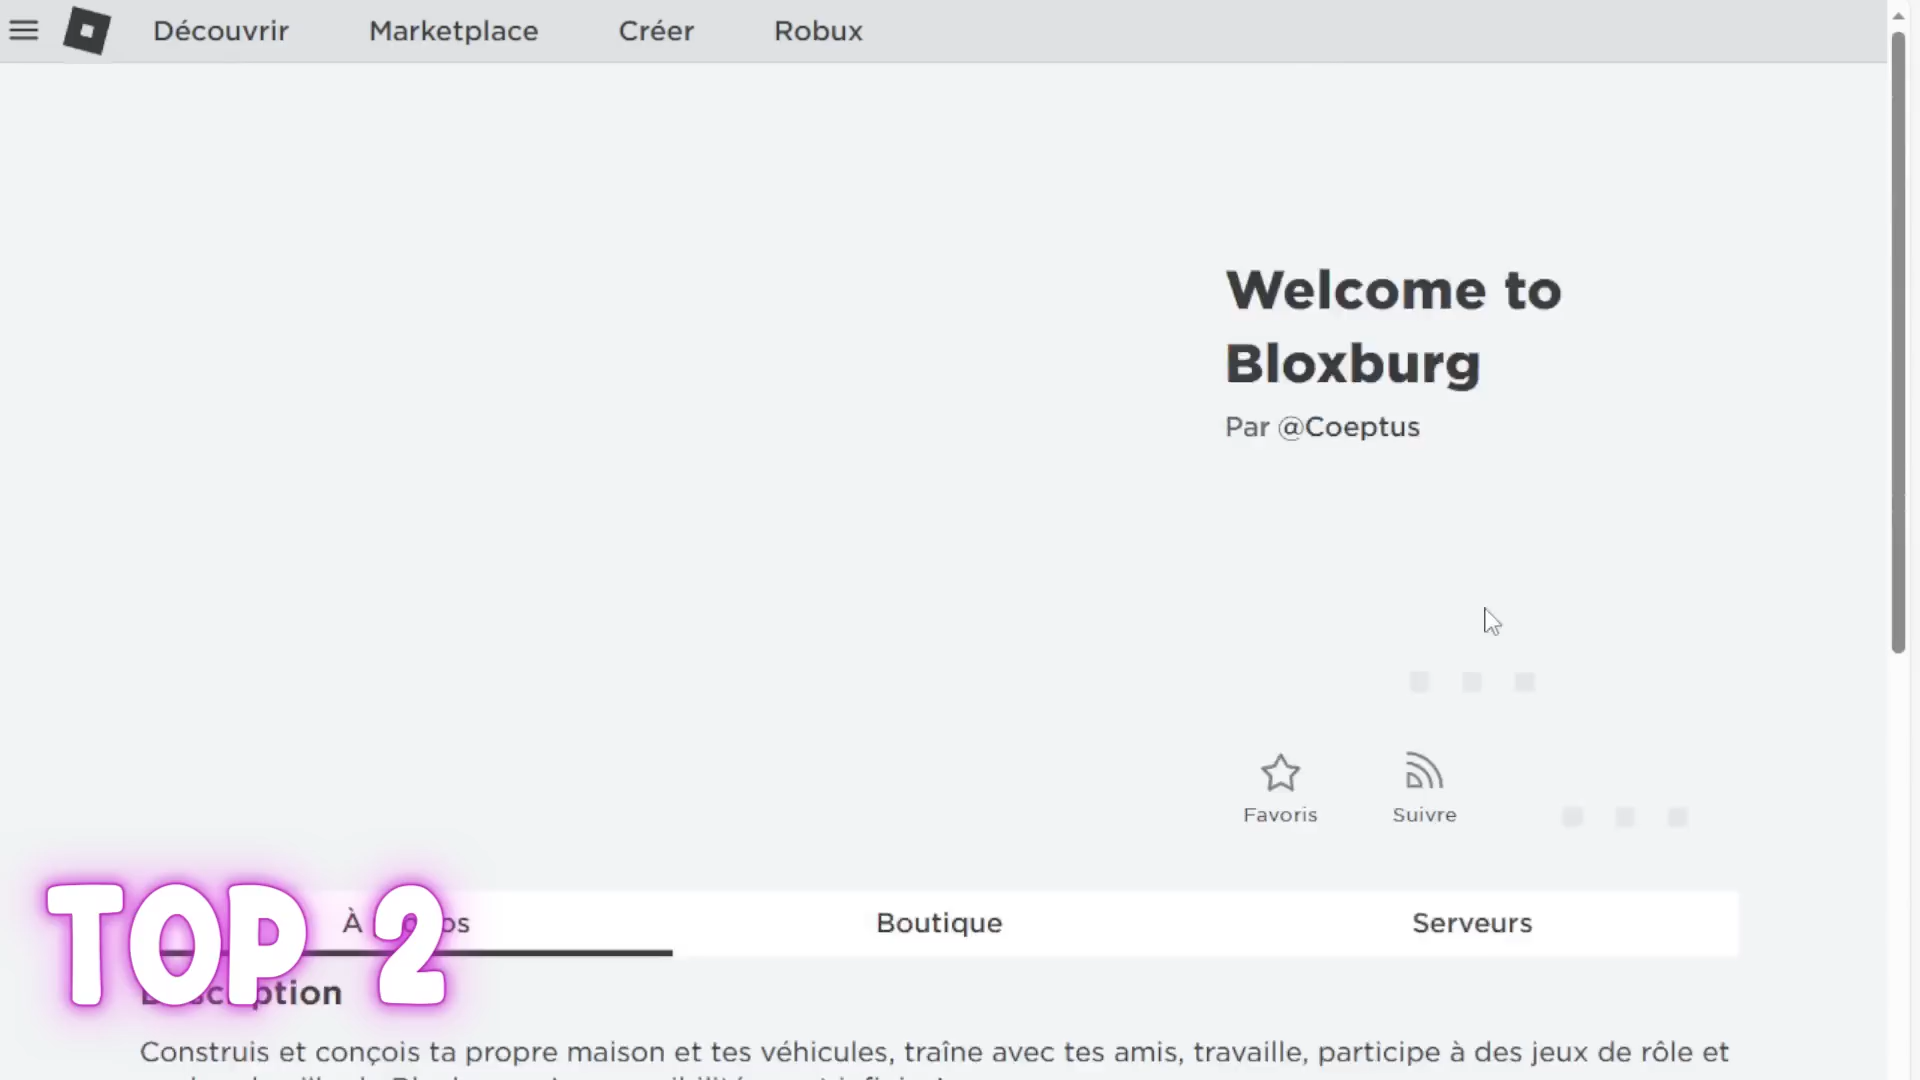 Découvrir Marketplace Créer Robux
Welcome to
Bloxburg
Par @Coeptus
Favoris Suivre
Boutique Serveurs
TOP 2
Construis et conçois ta propre maison et tes véhicules, traîne avec tes amis, travaille, participe à des jeux de rôle et